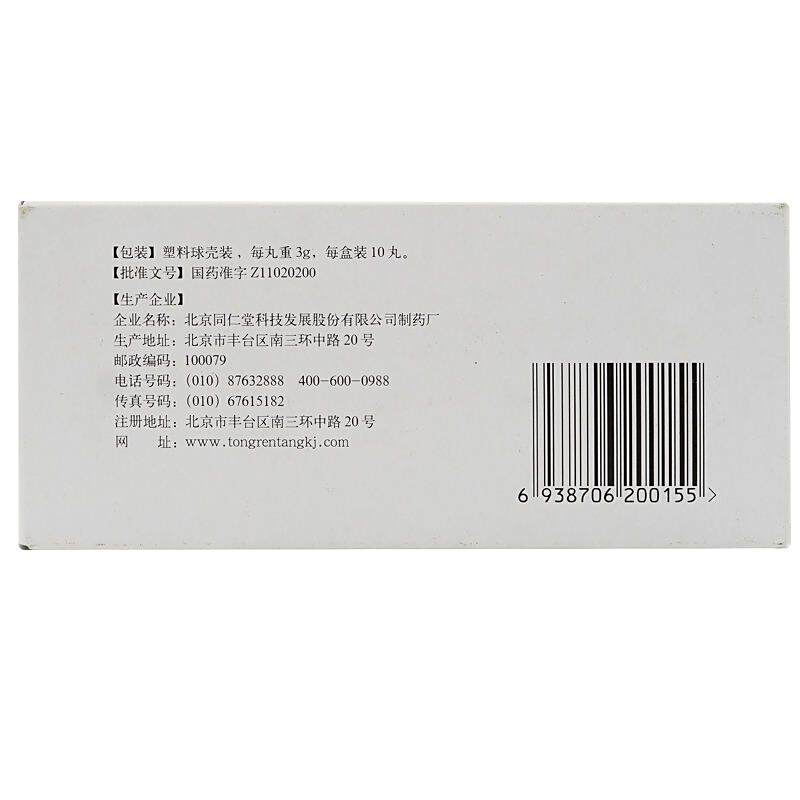 【包装】塑料球壳装，每丸重 3g，每盒装 10 丸。
【批准文号】国药准字 Z11020200
【生产企业】
企业名称：北京同仁堂科技发展股份有限公司制药厂
生产地址：北京市丰台区南三环中路 20 号
邮政编码：100079
电话号码：(010) 87632888 400-600-0988
传真号码：(010) 67615182
注册地址：北京市丰台区南三环中路 20 号
网 址：www.tongrentangkj.com
6 938706 200155 >